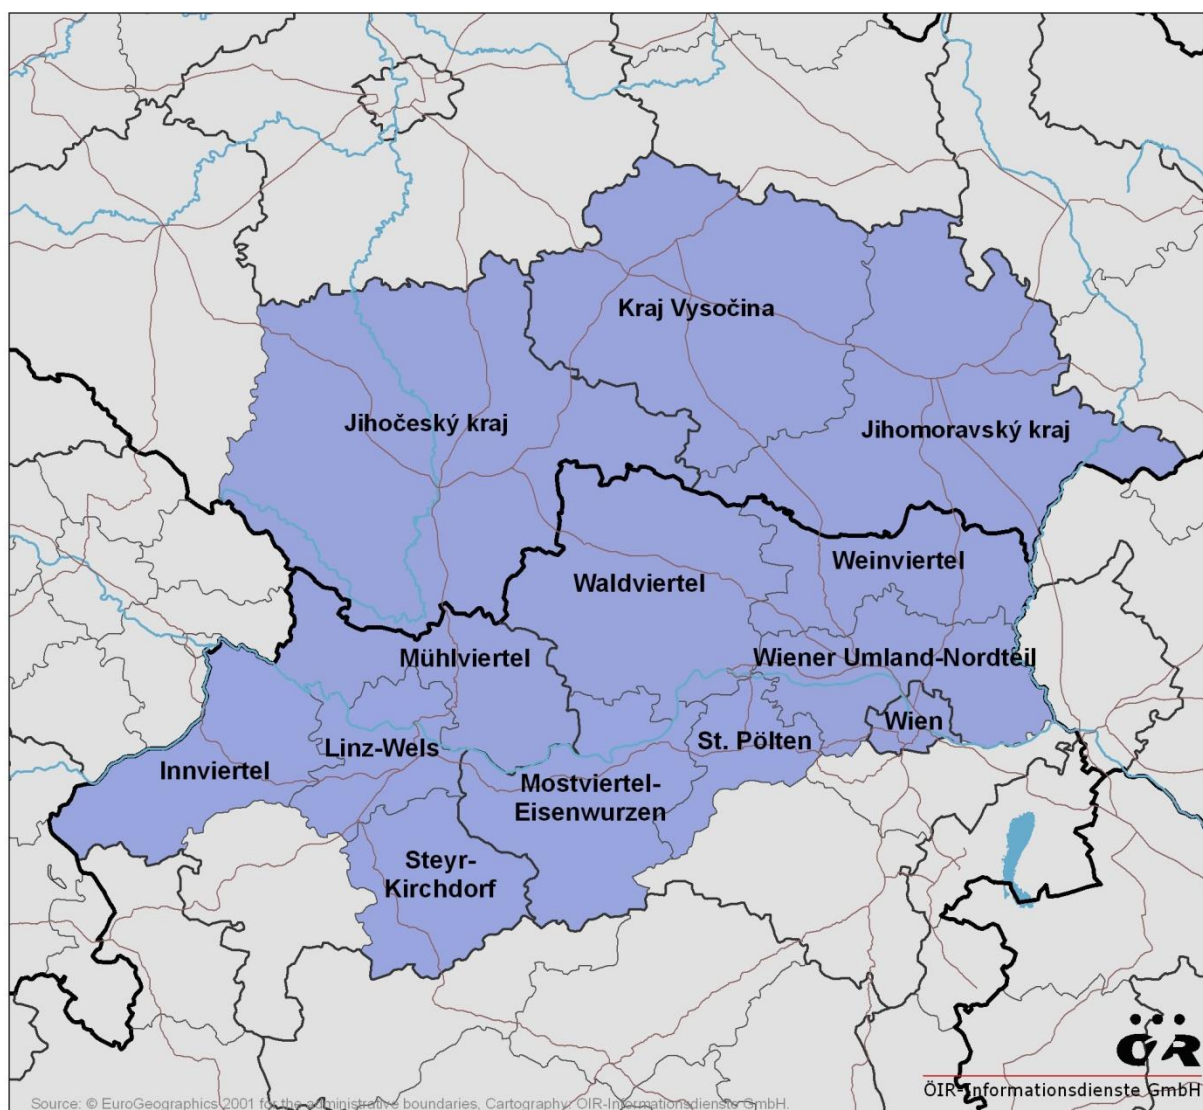 Kraj Vysočina
Jihočeský kraj
Jihomoravský kraj
Weinviertel
Waldviertel
Mühlviertel
Wiener Umland-Nordteil
Wien
St. Pölten
Linz-Wels
Innviertel
Mostviertel-
Eisenwurzen
Steyr-
Kirchdorf
ÖIR
ÖIR-Informationsdienste GmbH
Source: © EuroGeographics 2001 for the administrative boundaries, Cartography: ÖIR-Informationsdienste GmbH.